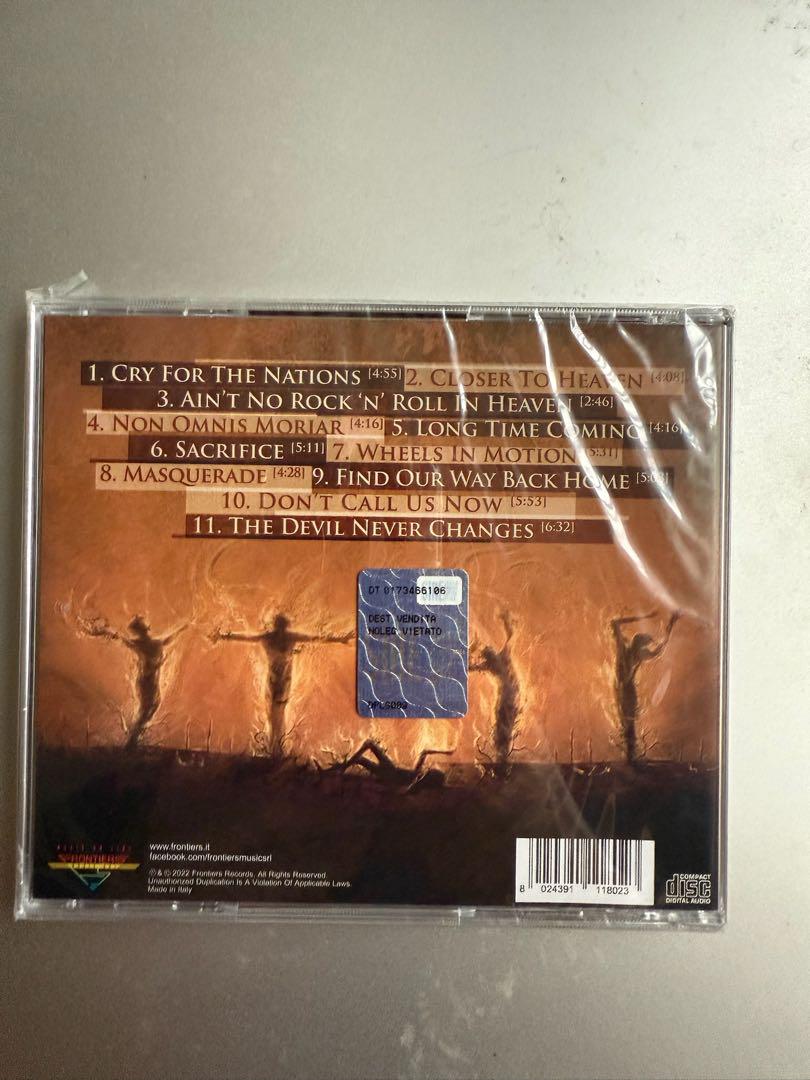 1. CRY FOR THE NATIONS [4:55] 2. CLOSER TO HEAVEN [4:08]
3. AIN'T NO ROCK 'N' ROLL IN HEAVEN [2:46]
4. NON OMNIS MORIAR [4:16] 5. LONG TIME COMING [4:16]
6. SACRIFICE [5:11] 7. WHEELS IN MOTION [5:31]
8. MASQUERADE [4:28] 9. FIND OUR WAY BACK HOME
10. DON'T CALL US NOW [5:53]
11. THE DEVIL NEVER CHANGES [6:32]
DT 0173466106
DEST VENDITA
NOLEG VIETATO
FRONTIERS
www.frontiers.it
facebook.com/frontiersmusicsrl
℗ & © 2022 Frontiers Records. All Rights Reserved.
Unauthorized Duplication Is A Violation Of Applicable Laws.
Made in Italy
8 024391 118023
COMPACT
disc
DIGITAL AUDIO